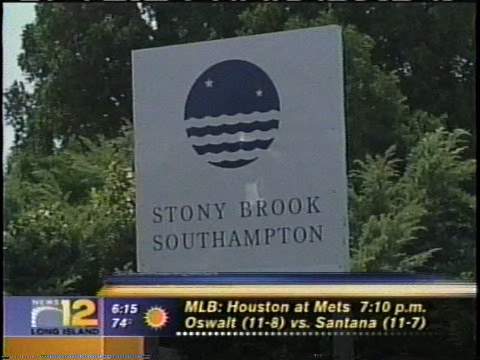 STONY BROOK
SOUTHAMPTON
NEWS
12
LONG ISLAND
6:15
74°
MLB: Houston at Mets 7:10 p.m.
Oswalt (11-8) vs. Santana (11-7)